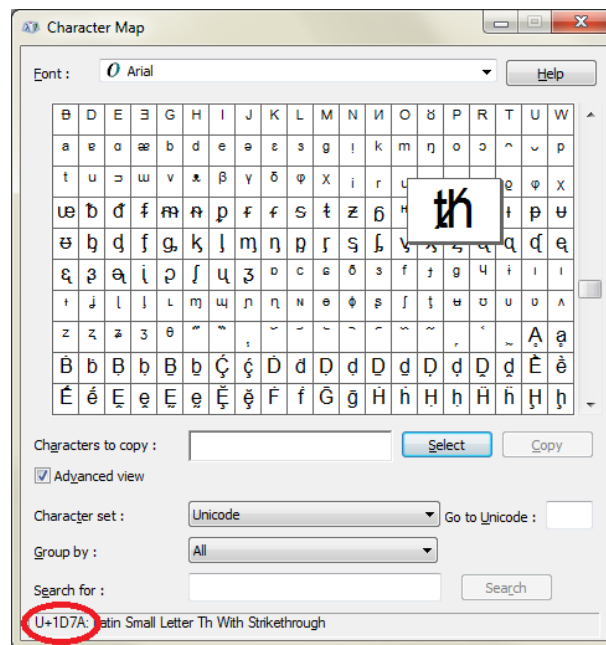 Character Map
Font :
O Arial
Help
ᴯ ᴰ ᴱ ᴲ ᴳ ᴴ ᴵ ᴶ ᴷ ᴸ ᴹ ᴺ ᴻ ᴼ ᴽ ᴾ ᴿ ᵀ ᵁ ᵂ
ᵃ ᵄ ᵅ ᵆ ᵇ ᵈ ᵉ ᵊ ᵋ ᵌ ᵍ ᵎ ᵏ ᵐ ᵑ ᵒ ᵓ ᵔ ᵕ ᵖ
ᵗ ᵘ ᵙ ᵚ ᵛ ᵜ ᵝ ᵞ ᵟ ᵠ ᵡ ᵢ ᵣ ᵨ ᵩ ᵪ
ᵫ ᵬ ᵭ ᵮ ᵯ ᵰ ᵱ ᵲ ᵳ ᵴ ᵵ ᵶ ᵺ ᵼ ᵽ ᵾ
ᵿ ᶀ ᶁ ᶂ ᶃ ᶄ ᶅ ᶆ ᶇ ᶈ ᶉ ᶊ ᶋ ᶌ ᶍ ᶎ ᶏ ᶐ ᶑ ᶒ
ᶓ ᶔ ᶕ ᶖ ᶗ ᶘ ᶙ ᶚ ᶛ ᶜ ᶝ ᶞ ᶟ ᶠ ᶡ ᶢ ᶣ ᶤ ᶥ ᶦ
ᶧ ᶨ ᶩ ᶪ ᶫ ᶬ ᶭ ᶮ ᶯ ᶰ ᶱ ᶲ ᶳ ᶴ ᶵ ᶶ ᶷ ᶸ ᶹ ᶺ
ᶻ ᶼ ᶽ ᶾ ᶿ Ḁ ḁ
Ḃ ḃ Ḅ ḅ Ḇ ḇ Ḉ ḉ Ḋ ḋ Ḍ ḍ Ḏ ḏ Ḑ ḑ Ḓ ḓ Ḕ ḕ
Ḗ ḗ Ḙ ḙ Ḛ ḛ Ḝ ḝ Ḟ ḟ Ḡ ḡ Ḣ ḣ Ḥ ḥ Ḧ ḧ Ḩ ḩ
Characters to copy :
Select
Copy
Advanced view
Character set :
Unicode
Go to Unicode :
Group by :
All
Search for :
Search
U+1D7A: Latin Small Letter Th With Strikethrough